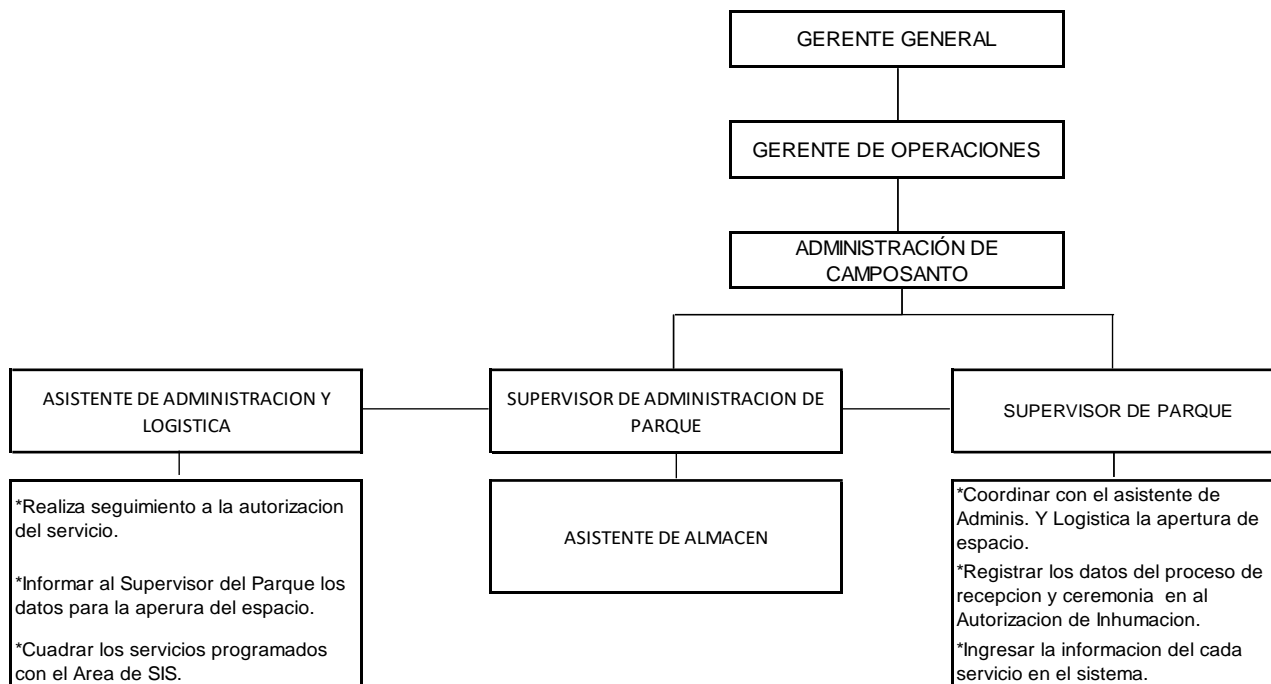 GERENTE GENERAL
GERENTE DE OPERACIONES
ADMINISTRACIÓN DE
CAMPOSANTO
ASISTENTE DE ADMINISTRACION Y
LOGISTICA
SUPERVISOR DE ADMINISTRACION DE
PARQUE
SUPERVISOR DE PARQUE
*Realiza seguimiento a la autorizacion
del servicio.
*Informar al Supervisor del Parque los
datos para la aperura del espacio.
*Cuadrar los servicios programados
con el Area de SIS.
ASISTENTE DE ALMACEN
*Coordinar con el asistente de
Adminis. Y Logistica la apertura de
espacio.
*Registrar los datos del proceso de
recepcion y ceremonia en al
Autorizacion de Inhumacion.
*Ingresar la informacion del cada
servicio en el sistema.